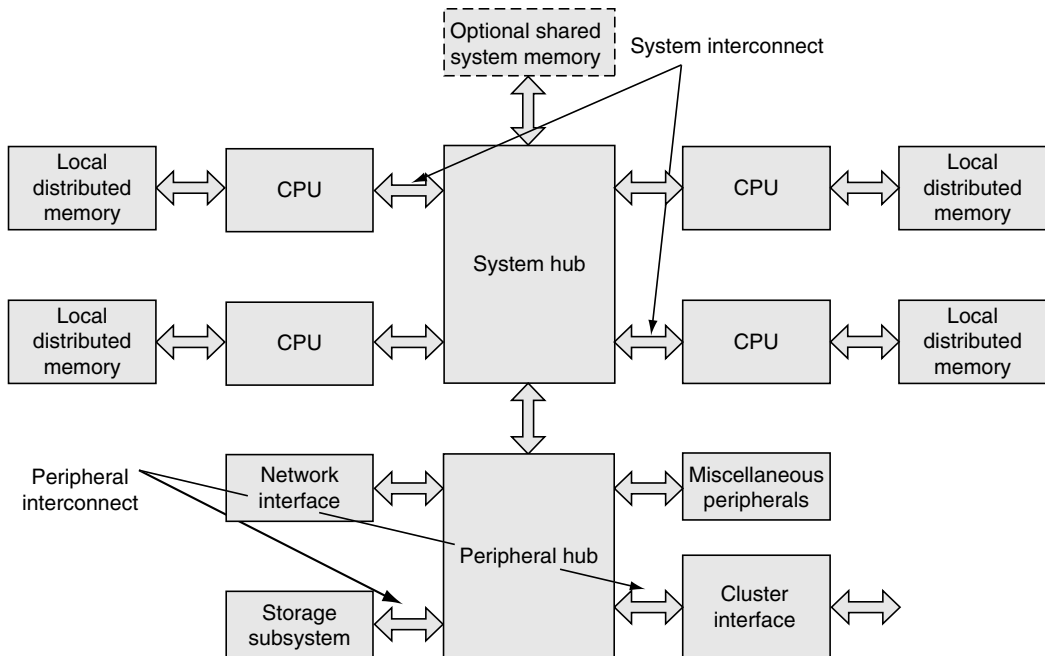 Optional shared
system memory
System interconnect
Local
distributed
memory
CPU
System hub
CPU
Local
distributed
memory
Local
distributed
memory
CPU
CPU
Local
distributed
memory
Peripheral
interconnect
Network
interface
Miscellaneous
peripherals
Peripheral hub
Storage
subsystem
Cluster
interface